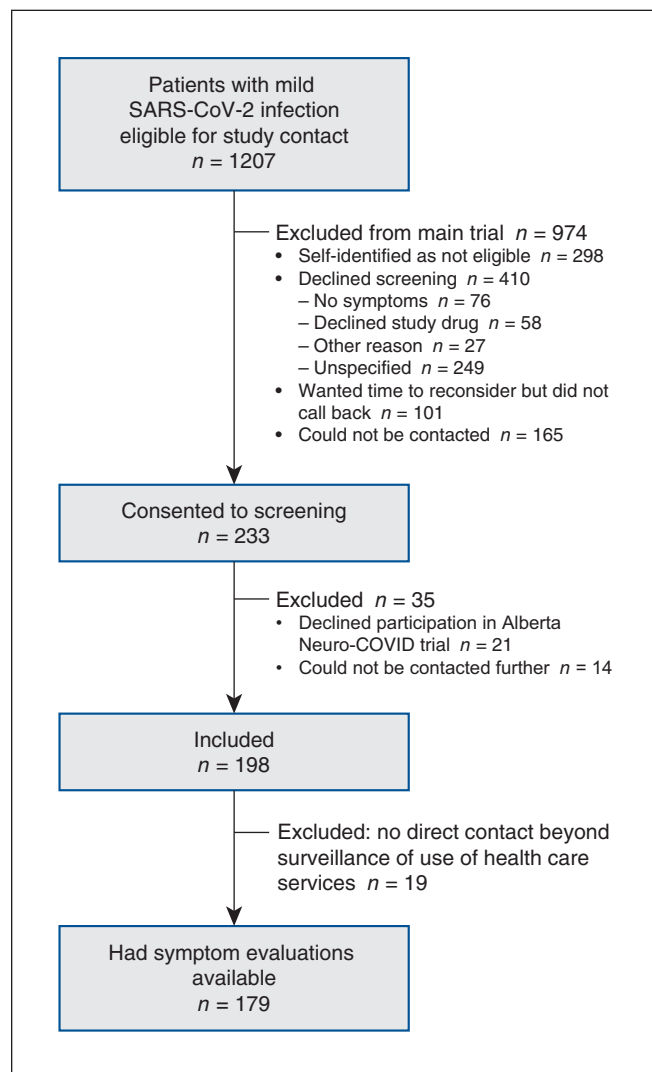 Patients with mild
SARS-CoV-2 infection
eligible for study contact
n = 1207
Excluded from main trial n = 974
• Self-identified as not eligible n = 298
• Declined screening n = 410
– No symptoms n = 76
– Declined study drug n = 58
– Other reason n = 27
– Unspecified n = 249
• Wanted time to reconsider but did not
call back n = 101
• Could not be contacted n = 165
Consented to screening
n = 233
Excluded n = 35
• Declined participation in Alberta
Neuro-COVID trial n = 21
• Could not be contacted further n = 14
Included
n = 198
Excluded: no direct contact beyond
surveillance of use of health care
services n = 19
Had symptom evaluations
available
n = 179